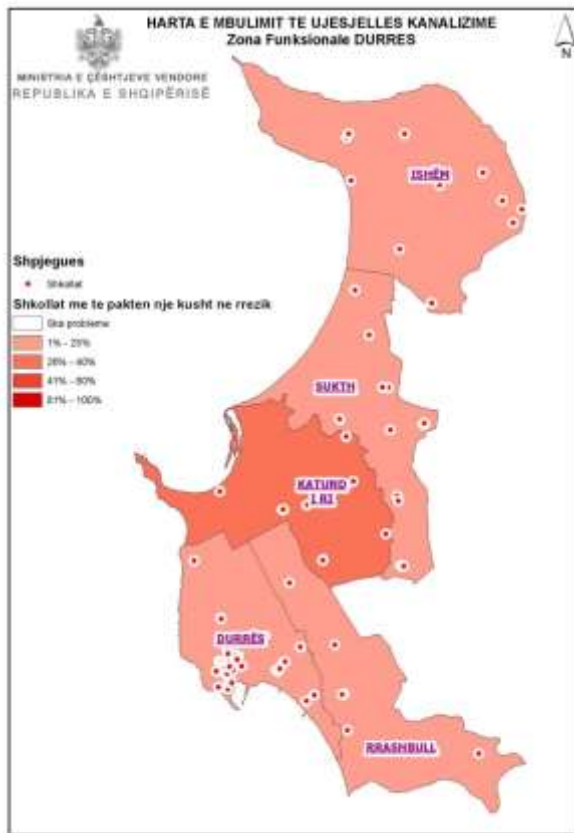 HARTA E MBULIMIT TE UJESJELLES KANALIZIME
Zona Funksionale DURRES
MINISTRIA E ÇËSHTJEVE VENDORE
REPUBLIKA E SHQIPËRISË
N
ISHËM
Shpjegues
Shkollat
Shkollat me te pakten nje kusht ne rrezik
Ska probleme
1% - 25%
26% - 40%
41% - 80%
81% - 100%
SUKTH
KATUND
I RI
DURRËS
RRASHBULL